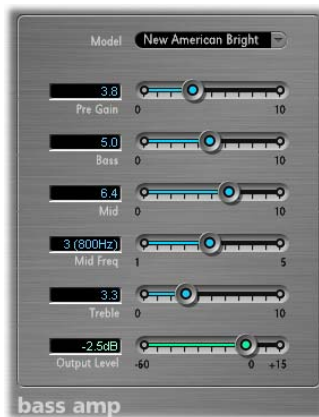 Model New American Bright
3.8
Pre Gain 0 10
5.0
Bass 0 10
6.4
Mid 0 10
3 (800Hz)
Mid Freq 1 5
3.3
Treble 0 10
-2.5dB
Output Level -60 0 +15
bass amp